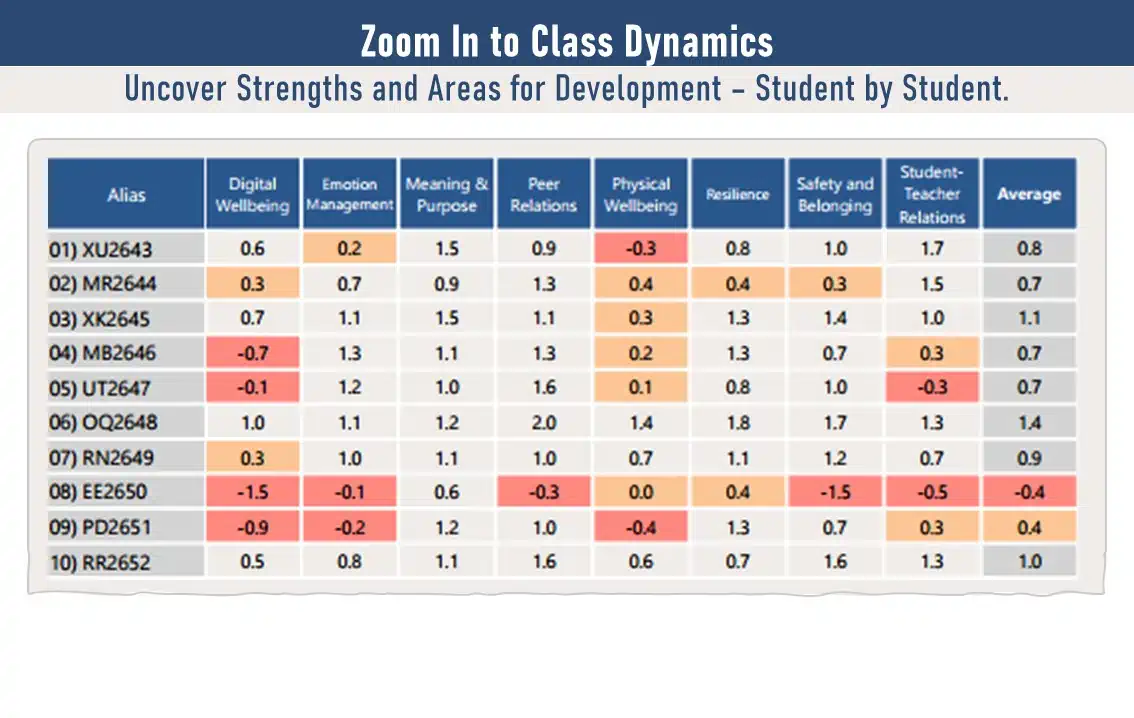 Zoom In to Class Dynamics
Uncover Strengths and Areas for Development – Student by Student.
Alias Digital Wellbeing Emotion Management Meaning & Purpose Peer Relations Physical Wellbeing Resilience Safety and Belonging Student-Teacher Relations Average
01) XU2643 0.6 0.2 1.5 0.9 -0.3 0.8 1.0 1.7 0.8
02) MR2644 0.3 0.7 0.9 1.3 0.4 0.4 0.3 1.5 0.7
03) XK2645 0.7 1.1 1.5 1.1 0.3 1.3 1.4 1.0 1.1
04) MB2646 -0.7 1.3 1.1 1.3 0.2 1.3 0.7 0.3 0.7
05) UT2647 -0.1 1.2 1.0 1.6 0.1 0.8 1.0 -0.3 0.7
06) OQ2648 1.0 1.1 1.2 2.0 1.4 1.8 1.7 1.3 1.4
07) RN2649 0.3 1.0 1.1 1.0 0.7 1.1 1.2 0.7 0.9
08) EE2650 -1.5 -0.1 0.6 -0.3 0.0 0.4 -1.5 -0.5 -0.4
09) PD2651 -0.9 -0.2 1.2 1.0 -0.4 1.3 0.7 0.3 0.4
10) RR2652 0.5 0.8 1.1 1.6 0.6 0.7 1.6 1.3 1.0